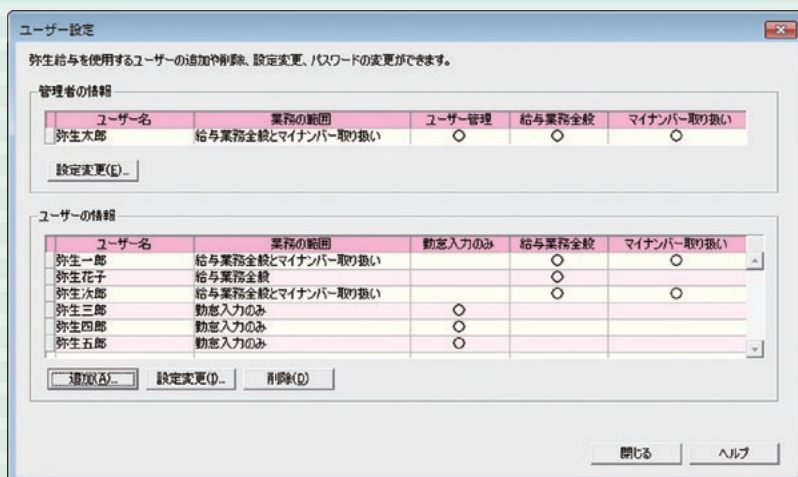 ユーザー設定
弥生給与を使用するユーザーの追加や削除、設定変更、パスワードの変更ができます。
管理者の情報
ユーザー名 業務の範囲 ユーザー管理 給与業務全般 マイナンバー取り扱い
弥生太郎 給与業務全般とマイナンバー取り扱い ○ ○ ○
設定変更(E)...
ユーザーの情報
ユーザー名 業務の範囲 勤怠入力のみ 給与業務全般 マイナンバー取り扱い
弥生一郎 給与業務全般とマイナンバー取り扱い ○ ○
弥生花子 給与業務全般 ○
弥生次郎 給与業務全般とマイナンバー取り扱い ○ ○
弥生三郎 勤怠入力のみ ○
弥生四郎 勤怠入力のみ ○
弥生五郎 勤怠入力のみ ○
追加(A)... 設定変更(I)... 削除(D)
閉じる ヘルプ